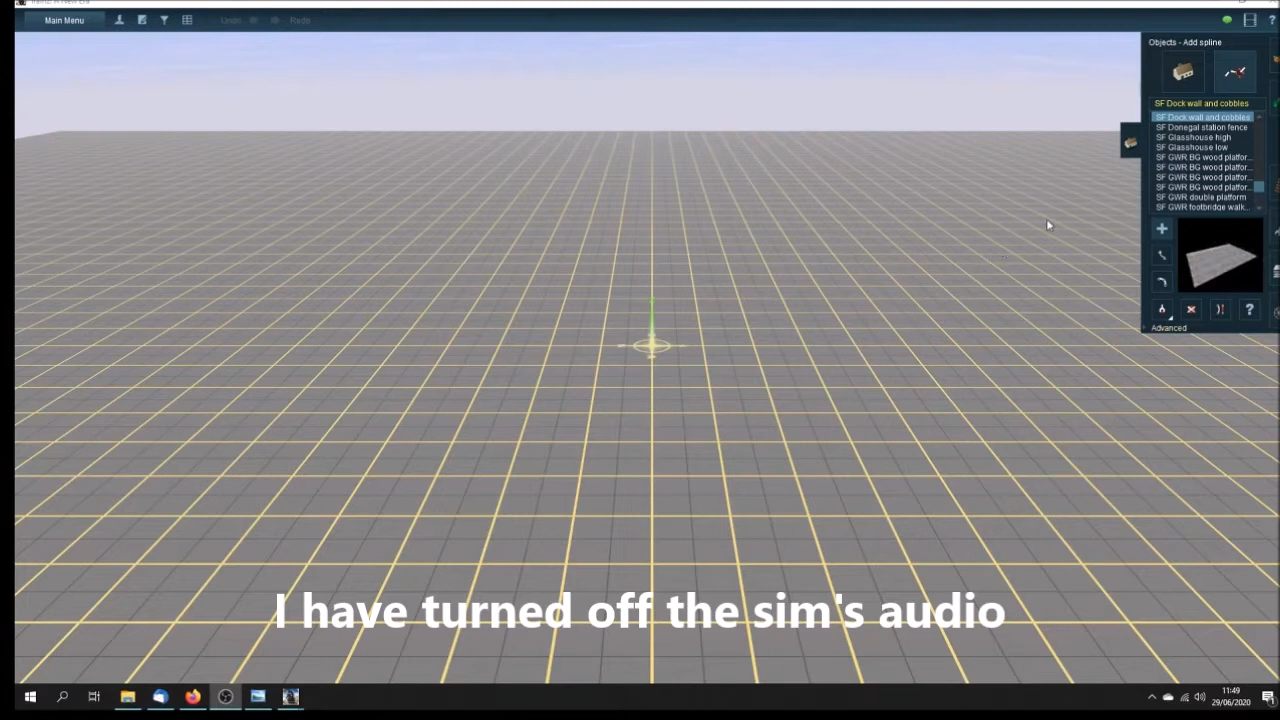 Trainz: A New Era
Main Menu
Undo
Redo
?
Objects - Add spline
SF Dock wall and cobbles
SF Dock wall and cobbles
SF Donegal station fence
SF Glasshouse high
SF Glasshouse low
SF GWR BG wood platfor...
SF GWR BG wood platfor...
SF GWR BG wood platfor...
SF GWR BG wood platfor...
SF GWR double platform
SF GWR footbridge walk...
?
Advanced
I have turned off the sim's audio
11:49
29/06/2020